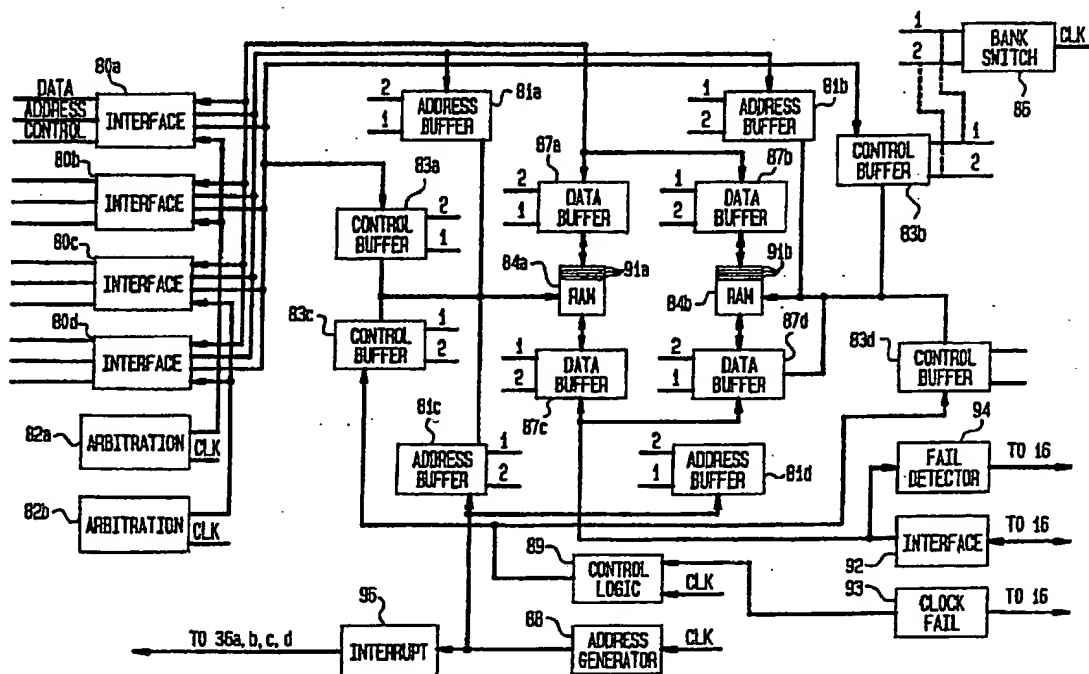 1
2
BANK
SWITCH
CLK
86
80a
DATA
ADDRESS
CONTROL
INTERFACE
2
1
ADDRESS
BUFFER
81a
1
2
ADDRESS
BUFFER
81b
80b
INTERFACE
83a
CONTROL
BUFFER
2
1
87a
2
1
DATA
BUFFER
87b
1
2
DATA
BUFFER
CONTROL
BUFFER
1
2
83b
80c
INTERFACE
84a
RAM
91a
84b
RAM
91b
80d
INTERFACE
83c
CONTROL
BUFFER
1
2
1
2
DATA
BUFFER
87c
2
1
DATA
BUFFER
87d
83d
CONTROL
BUFFER
82a
ARBITRATION
CLK
81c
ADDRESS
BUFFER
1
2
2
1
ADDRESS
BUFFER
81d
94
FAIL
DETECTOR
TO 16
82b
ARBITRATION
CLK
89
CONTROL
LOGIC
CLK
INTERFACE
92
TO 16
93
CLOCK
FAIL
TO 16
TO 36a, b, c, d
INTERRUPT
88
ADDRESS
GENERATOR
CLK